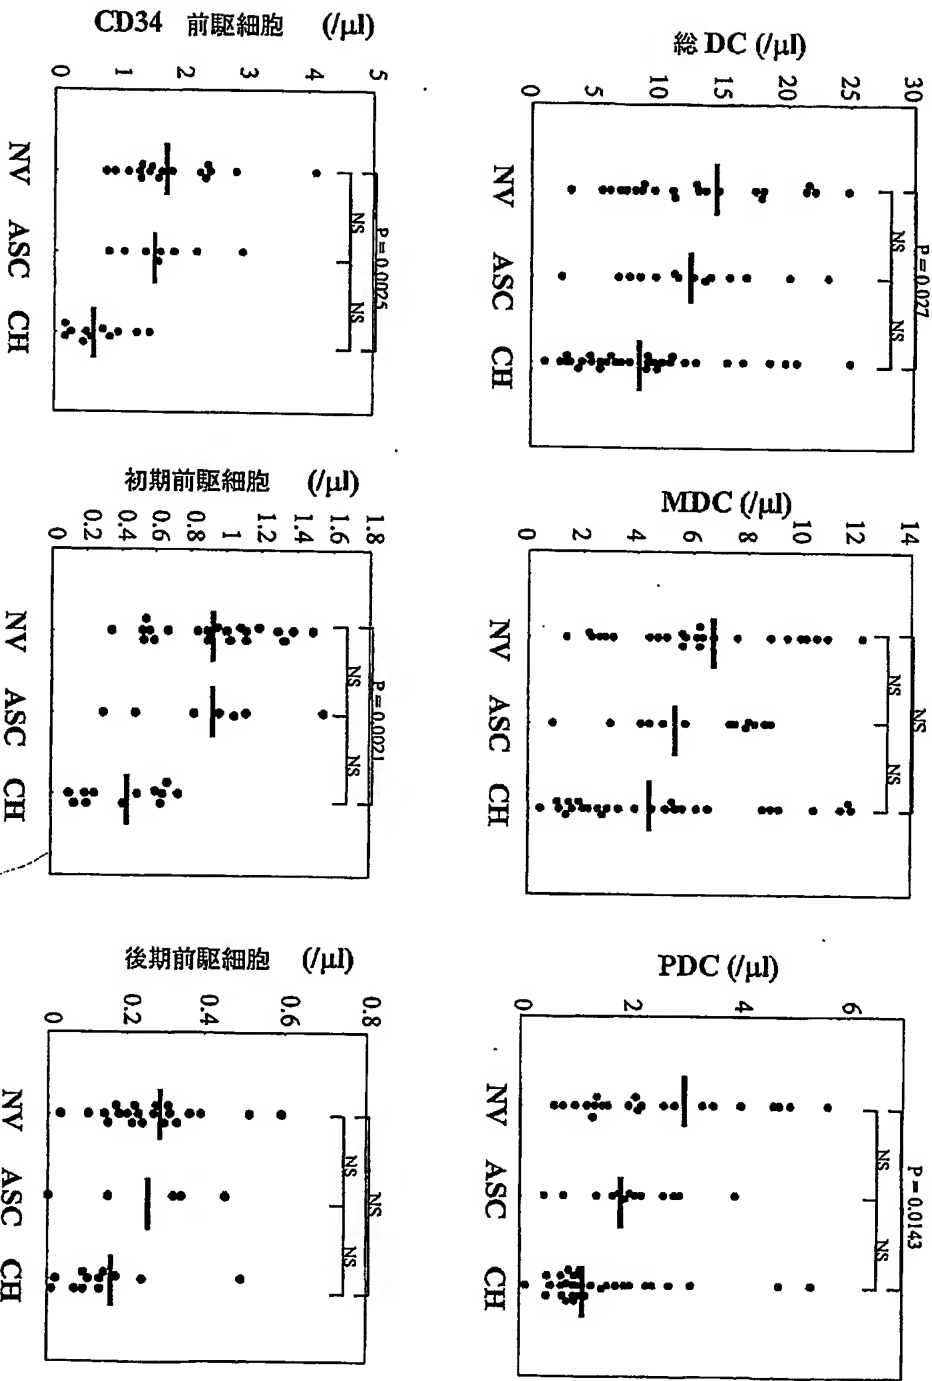 総 DC (/μl)
30
25
20
15
10
5
0
P = 0.027
NS
NS
NV
ASC
CH
MDC (/μl)
14
12
10
8
6
4
2
0
NS
NS
NS
NV
ASC
CH
PDC (/μl)
6
4
2
0
P = 0.0143
NS
NS
NV
ASC
CH
CD34 前駆細胞 (/μl)
5
4
3
2
1
0
P = 0.0025
NS
NS
NV
ASC
CH
初期前駆細胞 (/μl)
1.8
1.6
1.4
1.2
1
0.8
0.6
0.4
0.2
0
P = 0.0021
NS
NS
NV
ASC
CH
後期前駆細胞 (/μl)
0.8
0.6
0.4
0.2
0
NS
NS
NS
NV
ASC
CH